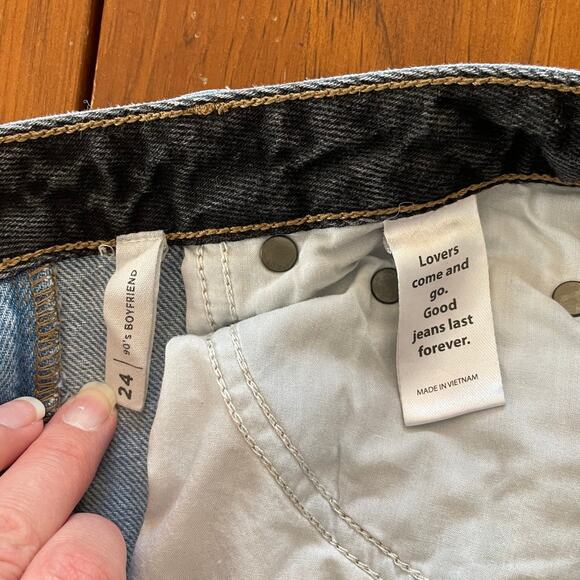 24 | 90's BOYFRIEND
Lovers
come and
go.
Good
jeans last
forever.
MADE IN VIETNAM